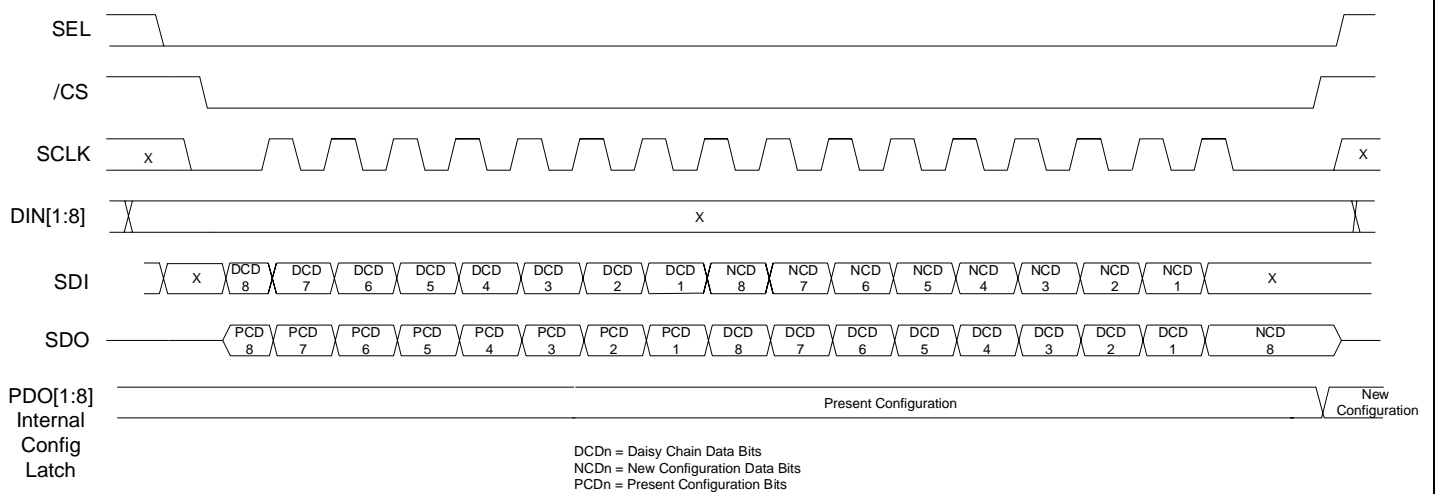 SEL
/CS
SCLK X X
DIN[1:8] X
SDI X DCD 8 DCD 7 DCD 6 DCD 5 DCD 4 DCD 3 DCD 2 DCD 1 NCD 8 NCD 7 NCD 6 NCD 5 NCD 4 NCD 3 NCD 2 NCD 1 X
SDO PCD 8 PCD 7 PCD 6 PCD 5 PCD 4 PCD 3 PCD 2 PCD 1 DCD 8 DCD 7 DCD 6 DCD 5 DCD 4 DCD 3 DCD 2 DCD 1 NCD 8
PDO[1:8]
Internal
Config
Latch
Present Configuration
New
Configuration
DCDn = Daisy Chain Data Bits
NCDn = New Configuration Data Bits
PCDn = Present Configuration Bits